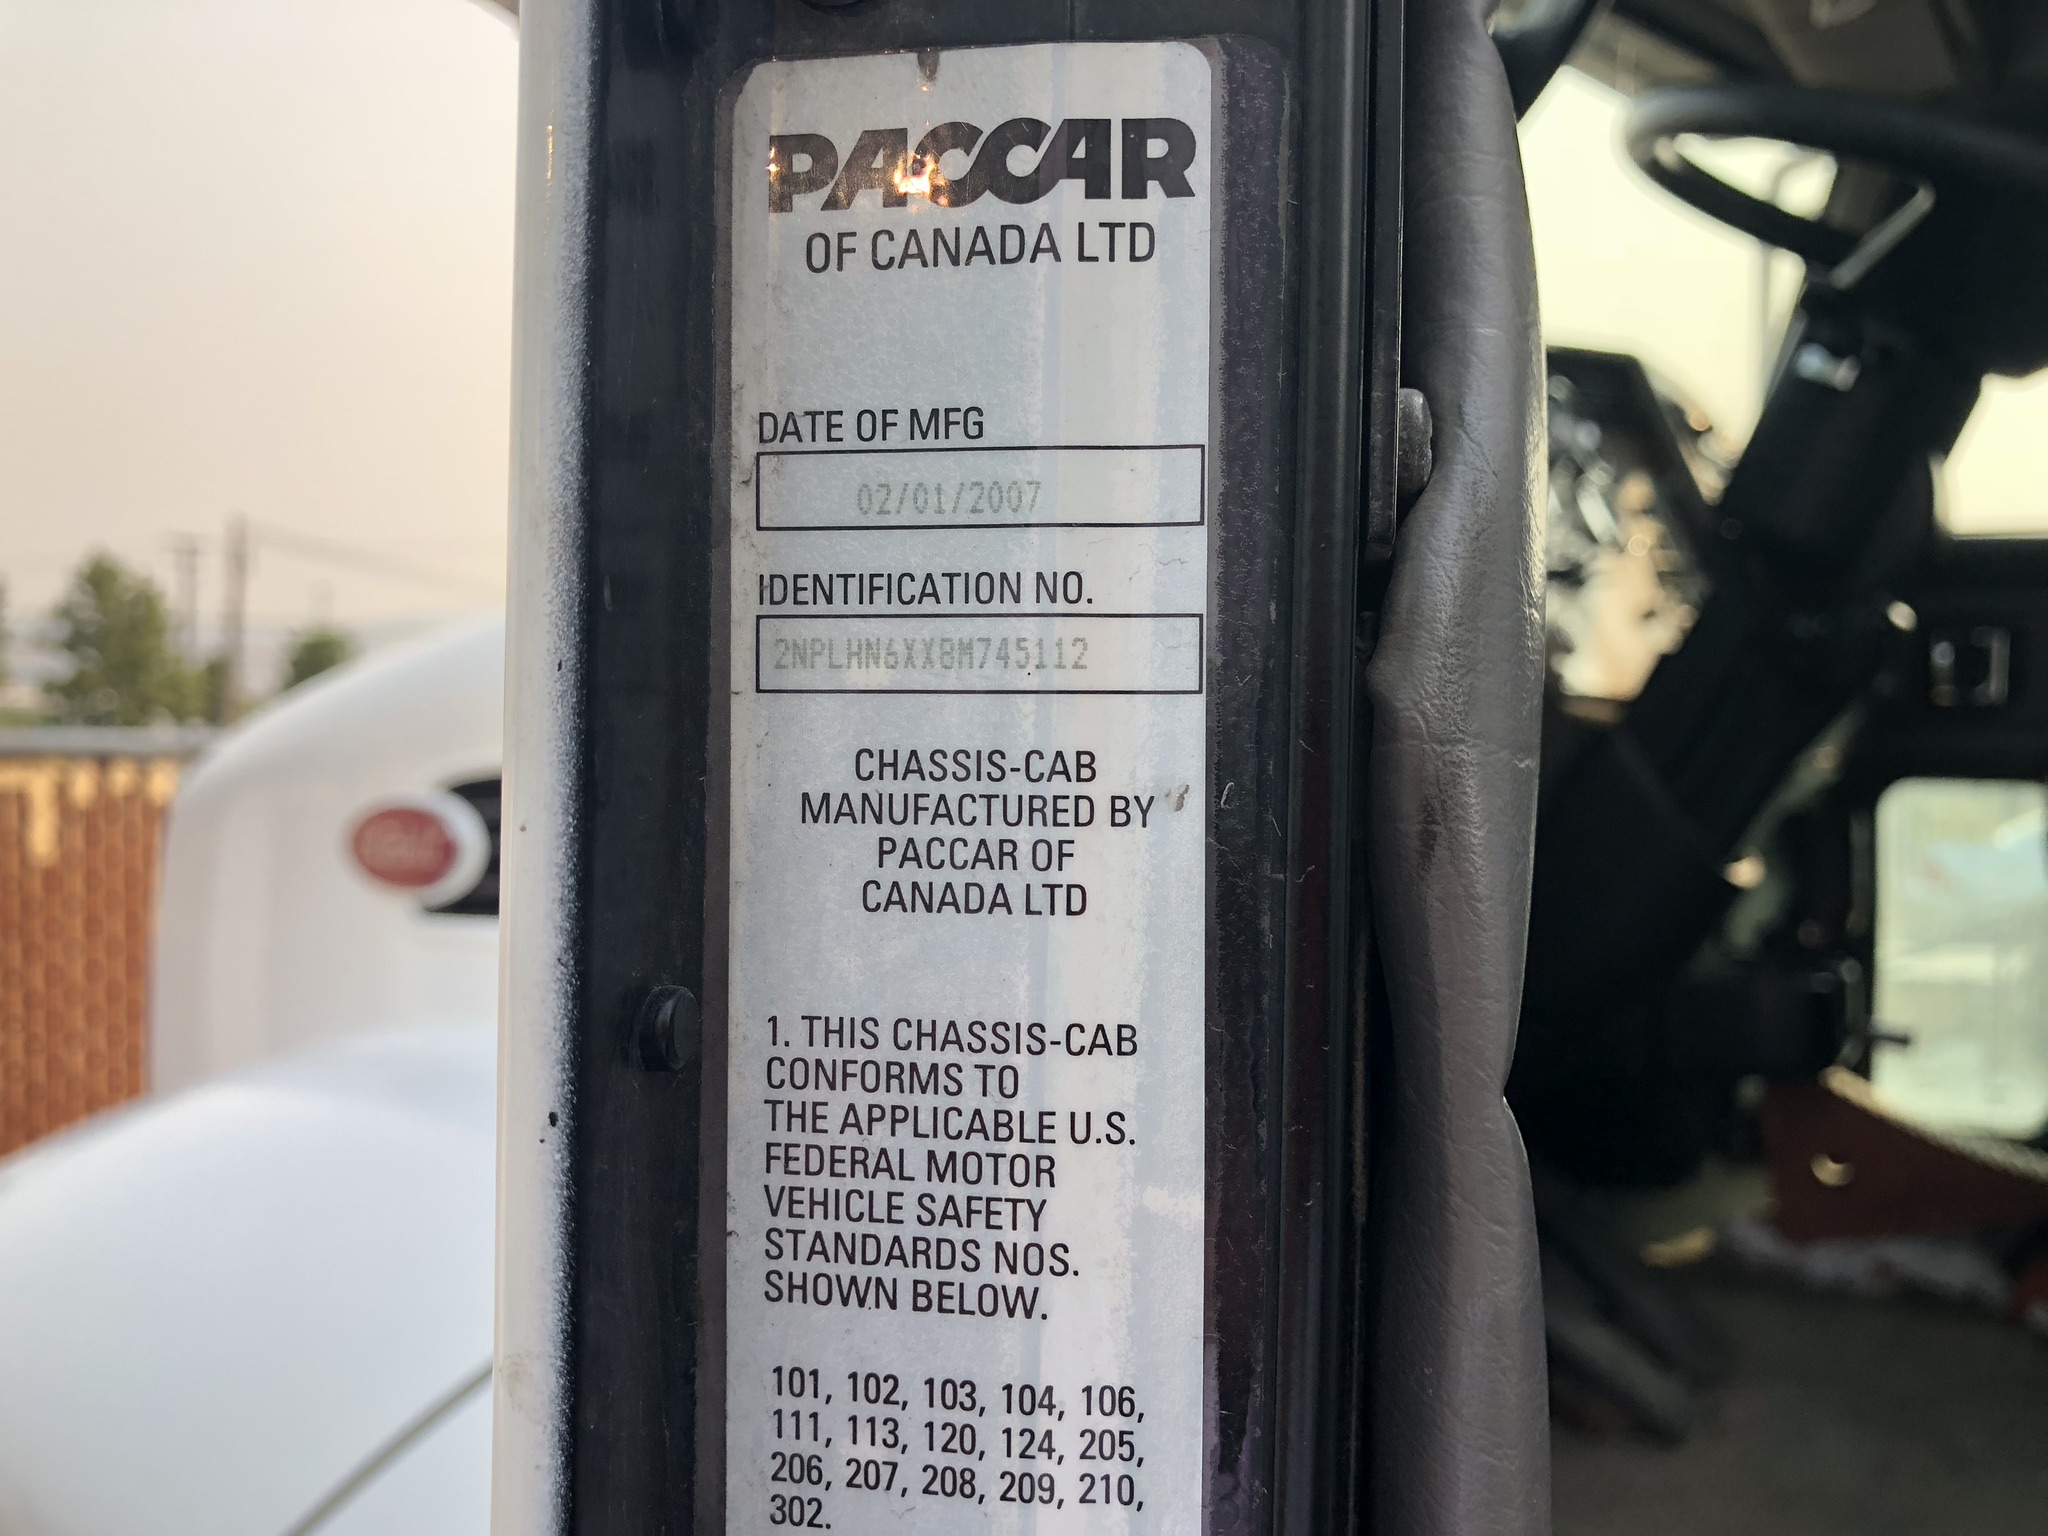 PACCAR
OF CANADA LTD
DATE OF MFG
02/01/2007
IDENTIFICATION NO.
2NPLHN6XX8M745112
CHASSIS-CAB
MANUFACTURED BY
PACCAR OF
CANADA LTD
1. THIS CHASSIS-CAB
CONFORMS TO
THE APPLICABLE U.S.
FEDERAL MOTOR
VEHICLE SAFETY
STANDARDS NOS.
SHOWN BELOW.
101, 102, 103, 104, 106,
111, 113, 120, 124, 205,
206, 207, 208, 209, 210,
302.